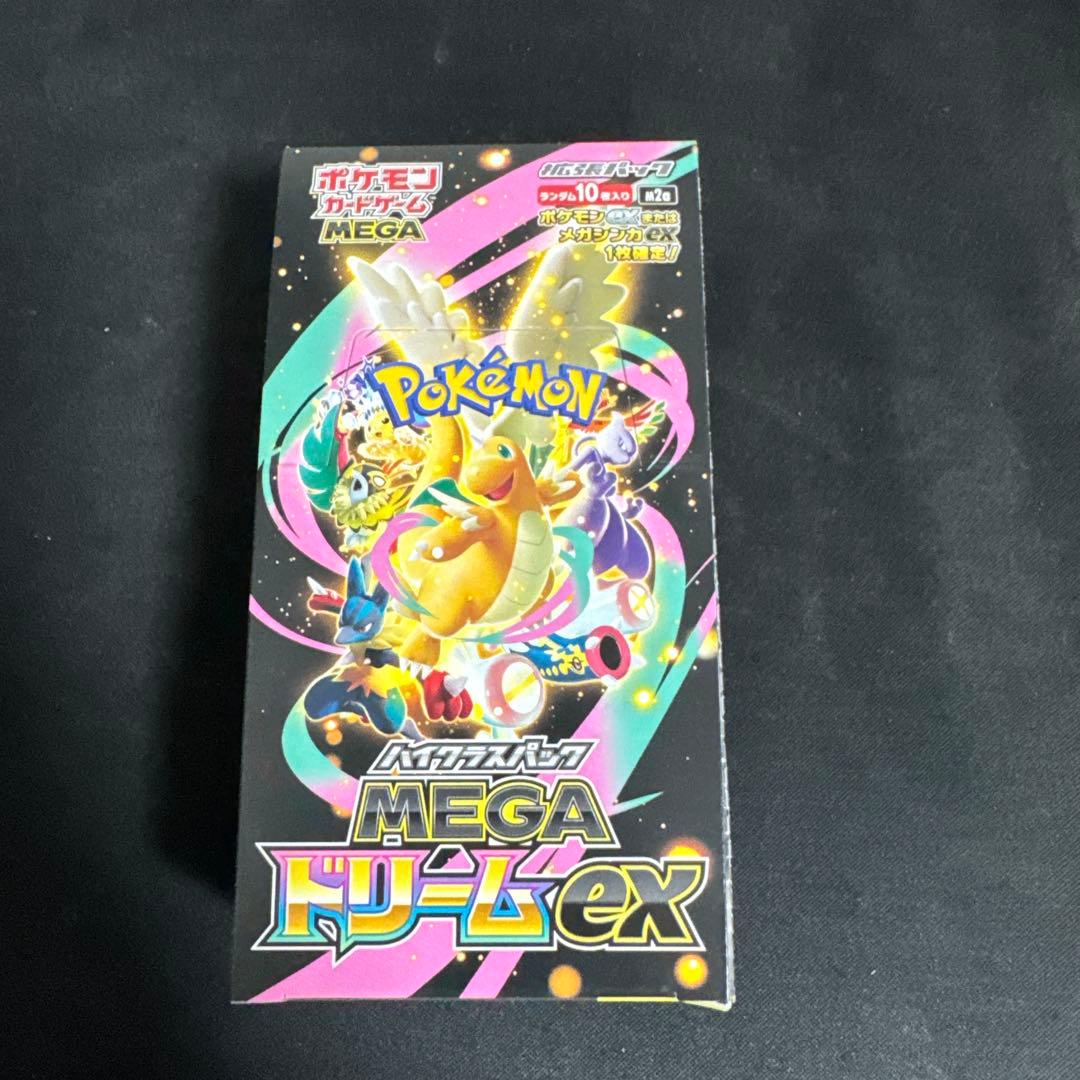 ポケモン
カードゲーム
MEGA
拡張パック
ランダム10枚入り M2a
ポケモンexまたは
メガシンカex
1枚確定!
POKéMON
ハイクラスパック
MEGA
ドリームex